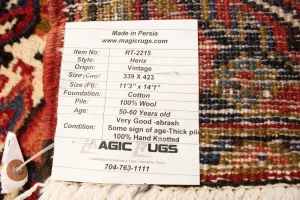 Made in Persia
www.magicrugs.com
Item No: RT-2215
Style: Heriz
Origin: Vintage
Size (Cm): 339 X 423
Size (Ft): 11'3" x 14'1"
Foundation: Cotton
Pile: 100% Wool
Age: 50-60 Years old
Very Good -abrash
Condition: Some sign of age-Thick pile
100% Hand Knotted
MAGIC RUGS
704-763-1111